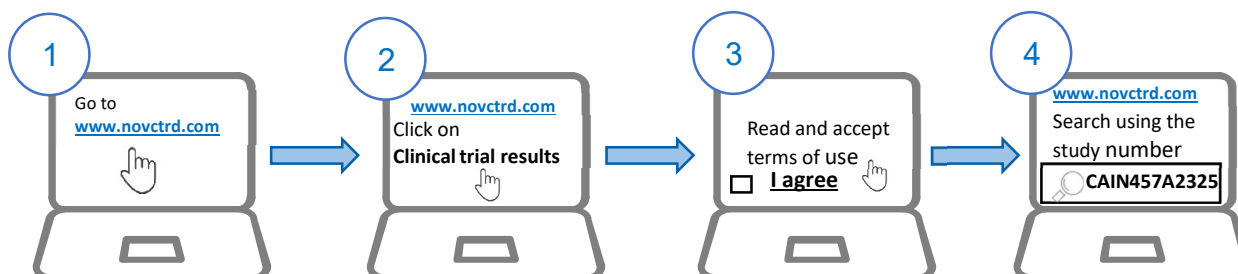 1
Go to
www.novctrd.com
2
www.novctrd.com
Click on
Clinical trial results
3
Read and accept
terms of use
I agree
4
www.novctrd.com
Search using the
study number
CAIN457A2325